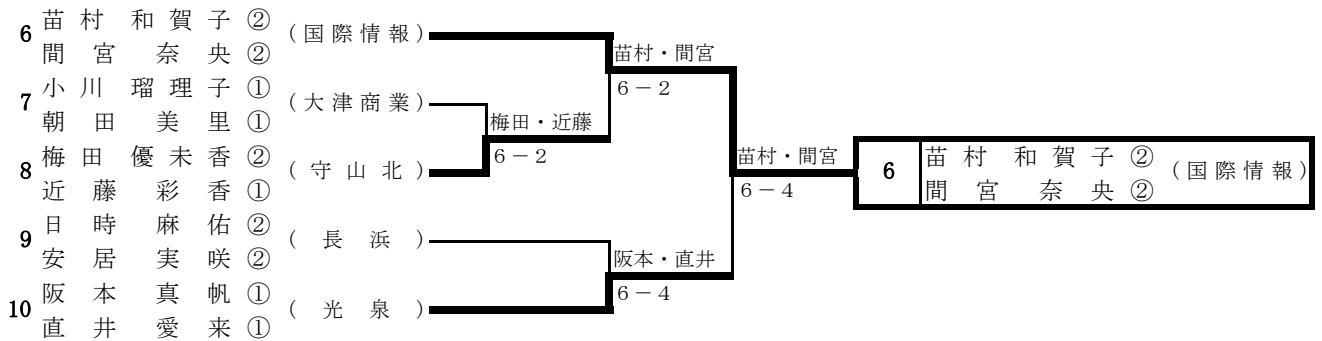 6 苗村 和賀子 ② (国際情報)
間宮 奈央 ②
苗村・間宮
6－2
7 小川 瑠理子 ① (大津商業)
朝田 美里 ①
梅田・近藤
6－2
8 梅田 優未香 ② (守山北)
近藤 彩香 ①
苗村・間宮
6－4
6 苗村 和賀子 ② (国際情報)
間宮 奈央 ②
9 日時 麻佑 ② (長浜)
安居 実咲 ②
阪本・直井
6－4
10 阪本 真帆 ① (光泉)
直井 愛来 ①